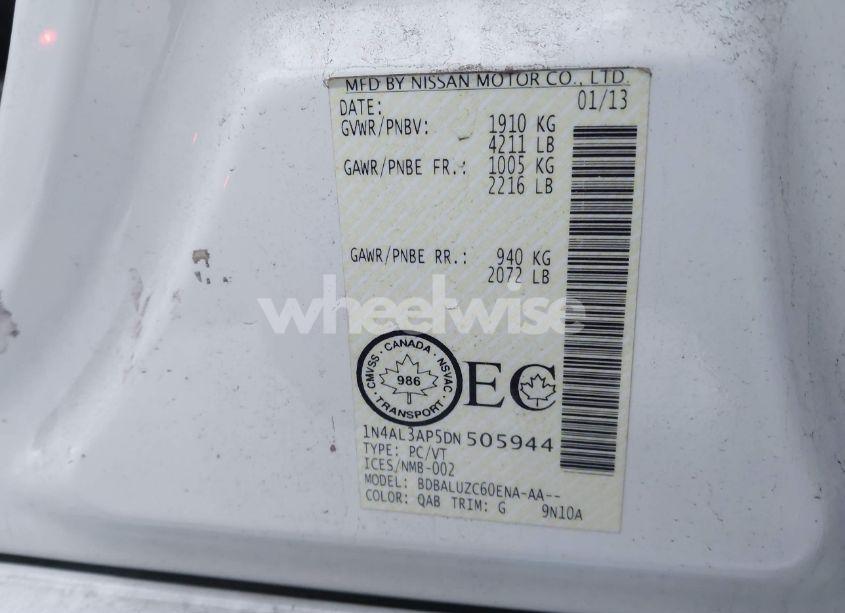 MFD BY NISSAN MOTOR CO., LTD.
DATE: 01/13
GVWR/PNBV: 1910 KG
4211 LB
GAWR/PNBE FR.: 1005 KG
2216 LB
GAWR/PNBE RR.: 940 KG
2072 LB
wheelwise
CMVSS · CANADA · NSVAC · TRANSPORT ·
986
EC
1N4AL3AP5DN505944
TYPE: PC/VT
ICES/NMB-002
MODEL: BDBALUZC60ENA-AA--
COLOR: QAB TRIM: G 9N10A